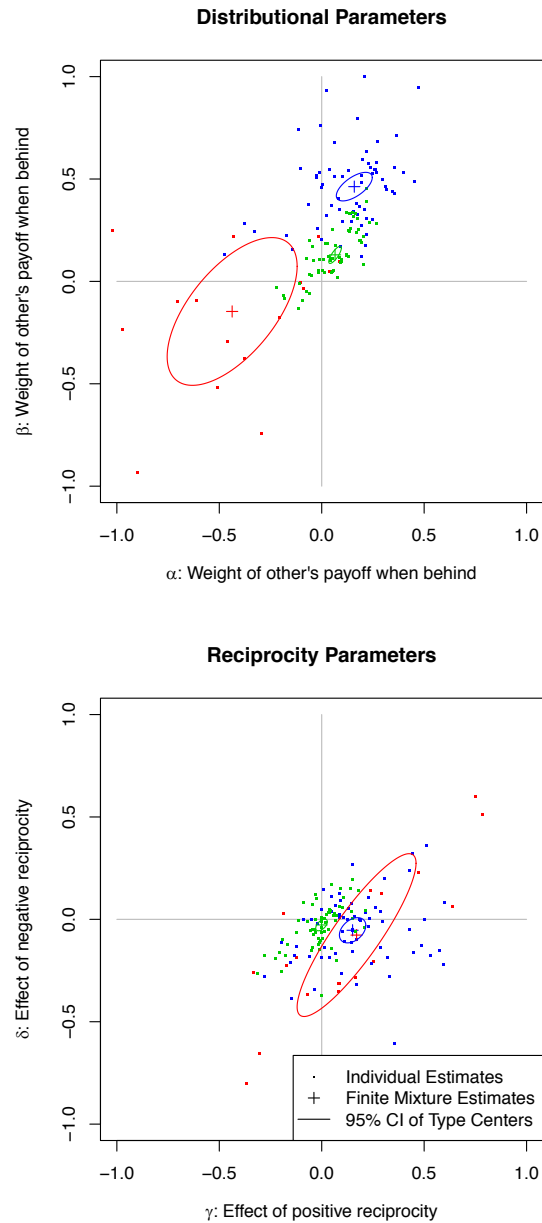 Distributional Parameters
1.0
0.5
0.0
−0.5
−1.0
β: Weight of other's payoff when behind
−1.0 −0.5 0.0 0.5 1.0
α: Weight of other's payoff when behind
Reciprocity Parameters
1.0
0.5
0.0
−0.5
−1.0
δ: Effect of negative reciprocity
Individual Estimates
Finite Mixture Estimates
95% CI of Type Centers
−1.0 −0.5 0.0 0.5 1.0
γ: Effect of positive reciprocity